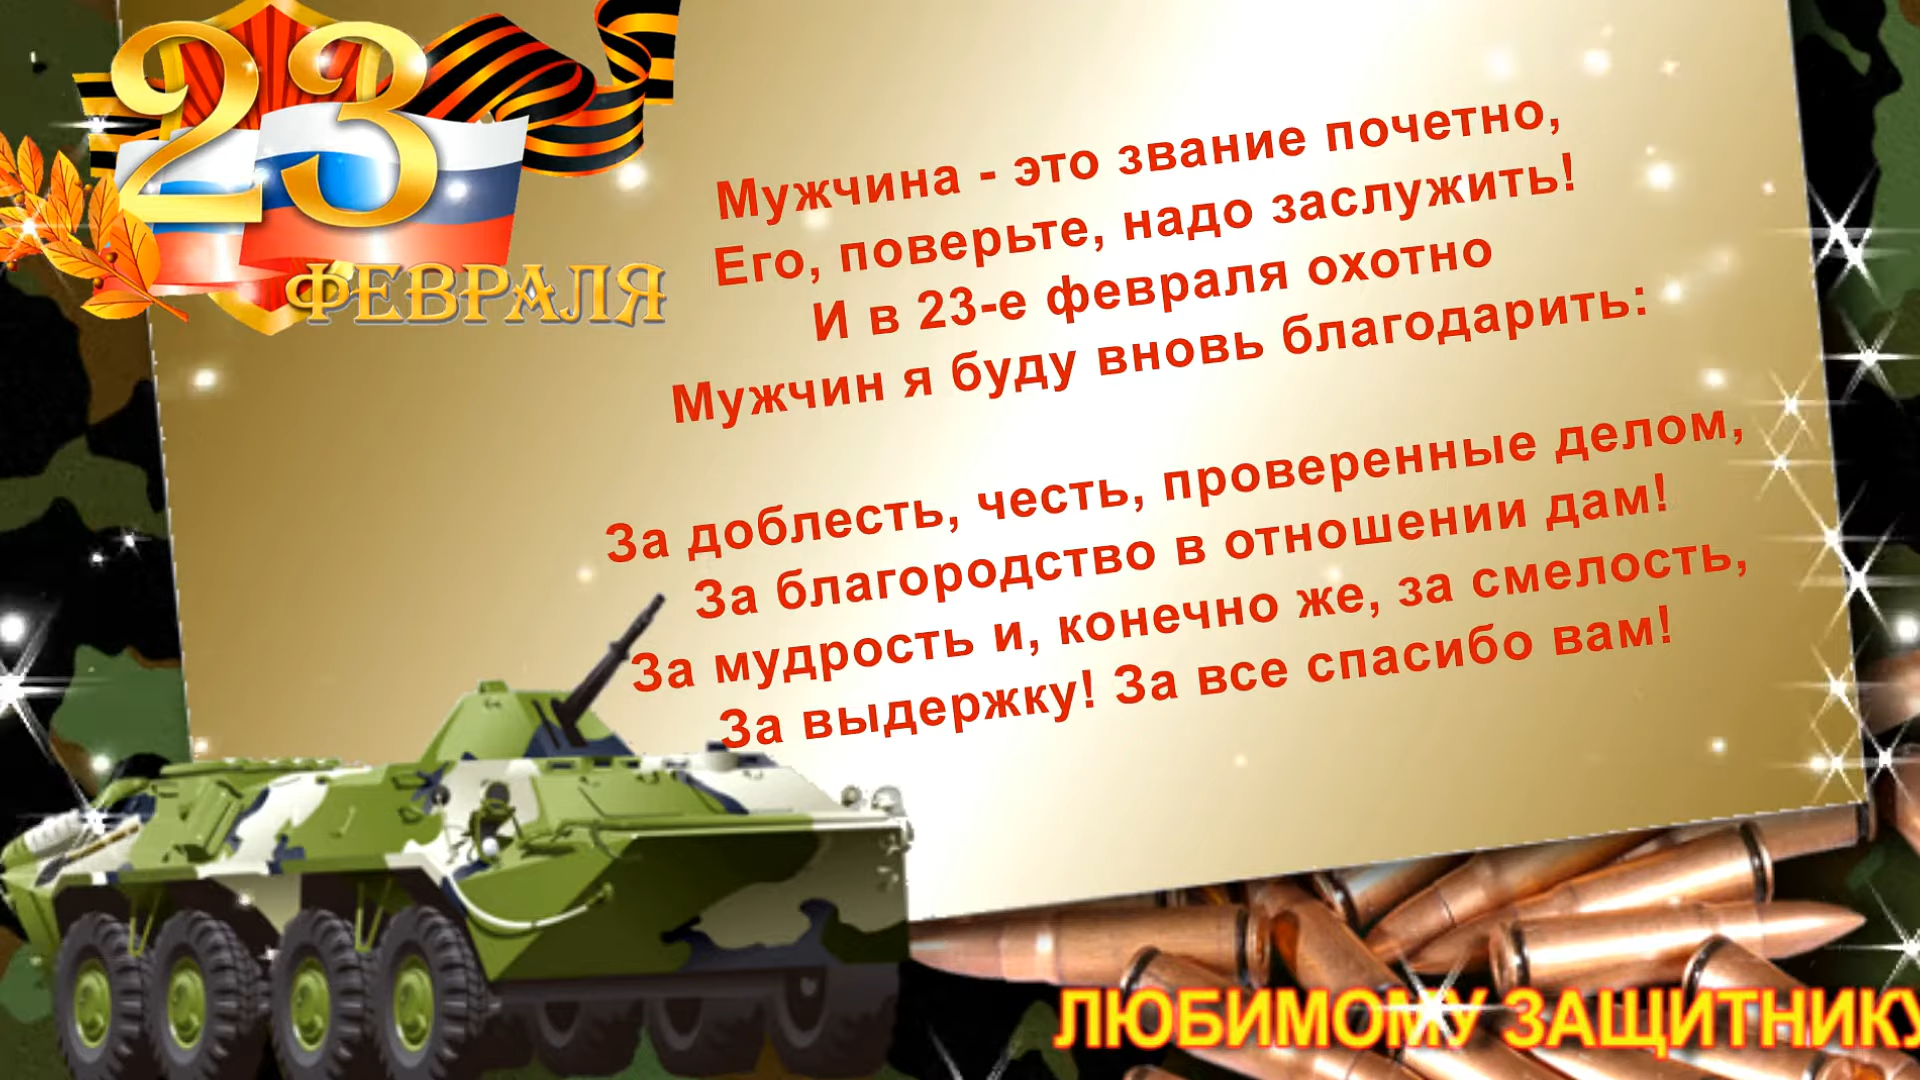 23
ФЕВРАЛЯ
Мужчина - это звание почетно,
Его, поверьте, надо заслужить!
И в 23-е февраля охотно
Мужчин я буду вновь благодарить:
За доблесть, честь, проверенные делом,
За благородство в отношении дам!
За мудрость и, конечно же, за смелость,
За выдержку! За все спасибо вам!
ЛЮБИМОМУ ЗАЩИТНИКУ